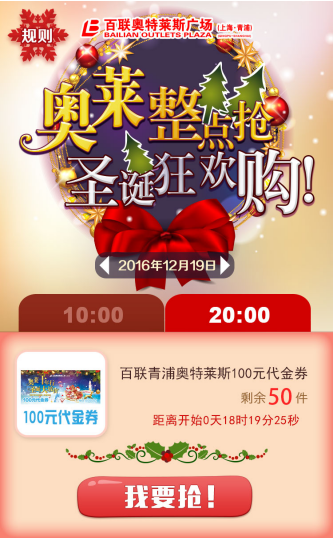 规则
百联奥特莱斯广场
(上海·青浦)
BAILIAN OUTLETS PLAZA
奥莱整点抢
圣诞狂欢购!
2016年12月19日
10:00
20:00
100元代金券
百联青浦奥特莱斯100元代金券
剩余50件
距离开始0天18时19分25秒
我要抢!